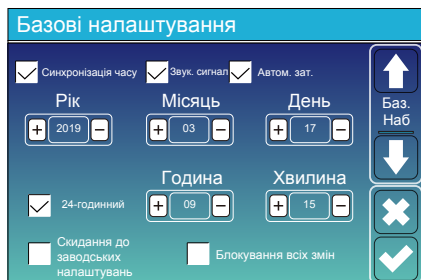 Базові налаштування
Синхронізація часу Звук. сигнал Автом. зат.
Рік Місяць День
+ 2019 − + 03 − + 17 −
Баз.
Наб
Година Хвилина
24-годинний + 09 − + 15 −
Скидання до
заводських
налаштувань
Блокування всіх змін